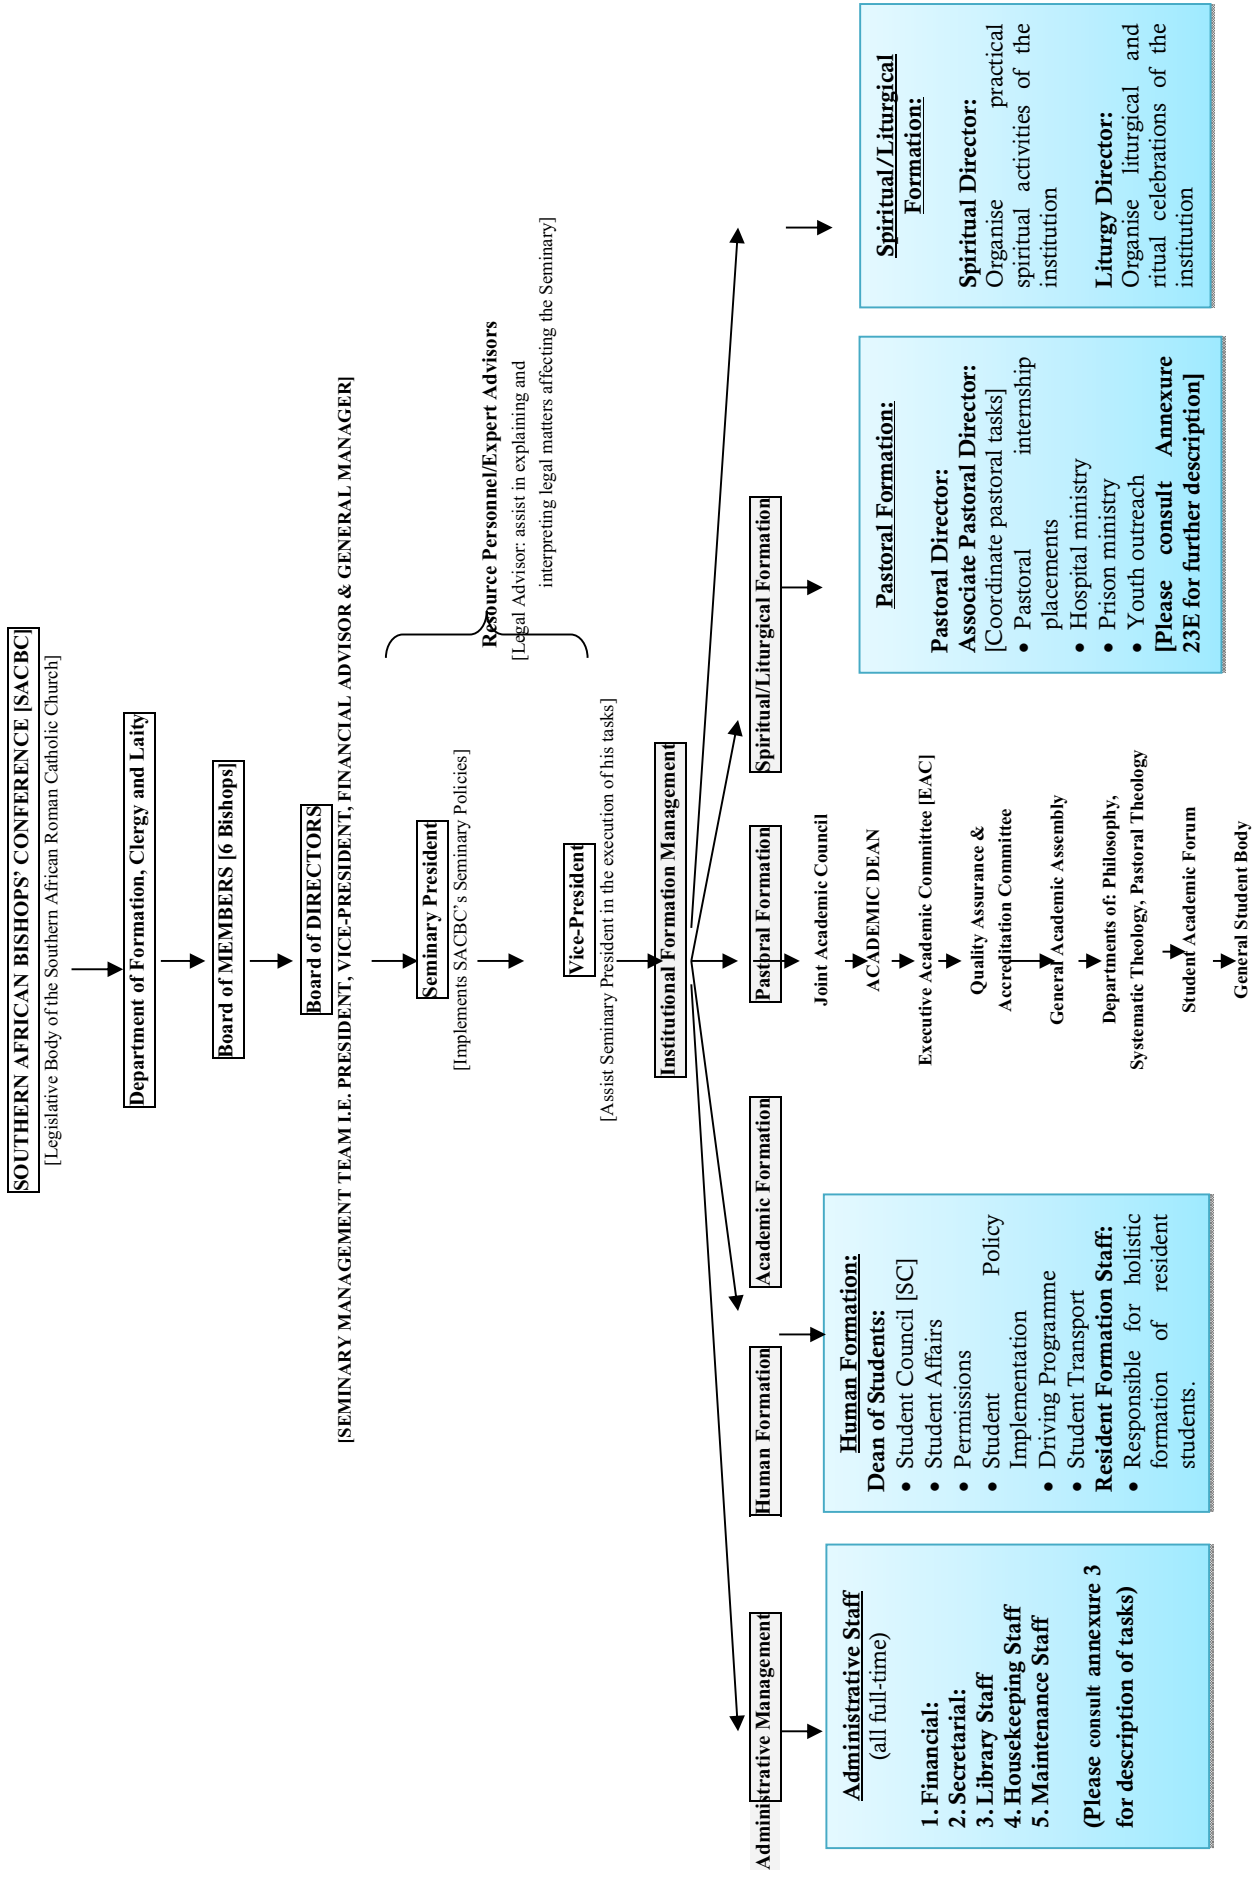 SOUTHERN AFRICAN BISHOPS' CONFERENCE [SACBC]
[Legislative Body of the Southern African Roman Catholic Church]
Department of Formation, Clergy and Laity
Board of MEMBERS [6 Bishops]
Board of DIRECTORS
[SEMINARY MANAGEMENT TEAM I.E. PRESIDENT, VICE-PRESIDENT, FINANCIAL ADVISOR & GENERAL MANAGER]
Seminary President
[Implements SACBC's Seminary Policies]
Resource Personnel/Expert Advisors
[Legal Advisor: assist in explaining and
interpreting legal matters affecting the Seminary]
Vice-President
[Assist Seminary President in the execution of his tasks]
Institutional Formation Management
Administrative Management
Human Formation
Academic Formation
Pastoral Formation
Spiritual/Liturgical Formation
Administrative Staff
(all full-time)
1. Financial:
2. Secretarial:
3. Library Staff
4. Housekeeping Staff
5. Maintenance Staff
(Please consult annexure 3
for description of tasks)
Human Formation:
Dean of Students:
• Student Council [SC]
• Student Affairs
• Permissions
• Student Policy
Implementation
• Driving Programme
• Student Transport
Resident Formation Staff:
• Responsible for holistic
formation of resident
students.
Joint Academic Council
ACADEMIC DEAN
Executive Academic Committee [EAC]
Quality Assurance &
Accreditation Committee
General Academic Assembly
Departments of: Philosophy,
Systematic Theology, Pastoral Theology
Student Academic Forum
General Student Body
Pastoral Formation:
Pastoral Director:
Associate Pastoral Director:
[Coordinate pastoral tasks]
• Pastoral internship
placements
• Hospital ministry
• Prison ministry
• Youth outreach
[Please consult Annexure
23E for further description]
Spiritual/Liturgical
Formation:
Spiritual Director:
Organise practical
spiritual activities of the
institution
Liturgy Director:
Organise liturgical and
ritual celebrations of the
institution